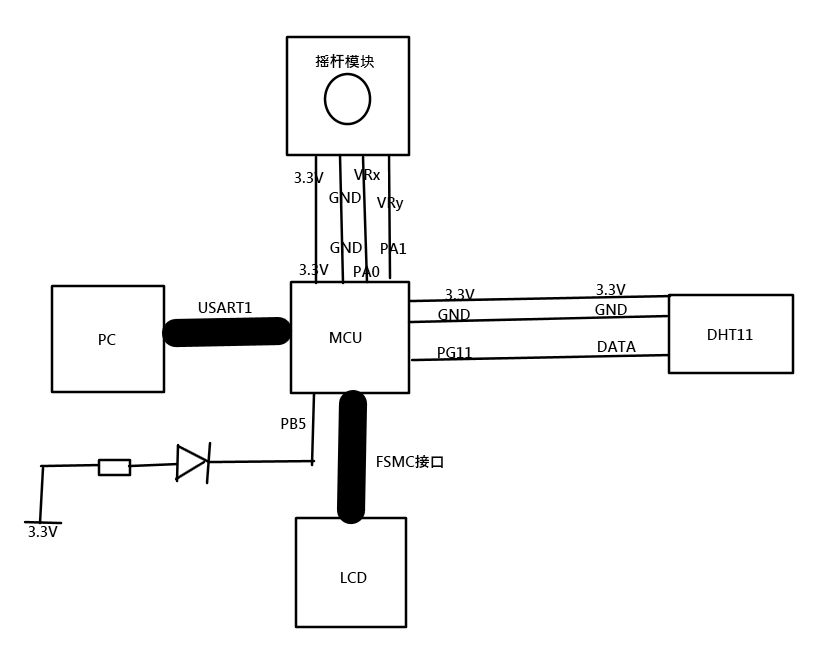 摇杆模块
3.3V
VRx
GND
VRy
GND
PA1
3.3V
PA0
USART1
PC
MCU
3.3V
GND
PG11
3.3V
GND
DATA
DHT11
PB5
FSMC接口
3.3V
LCD